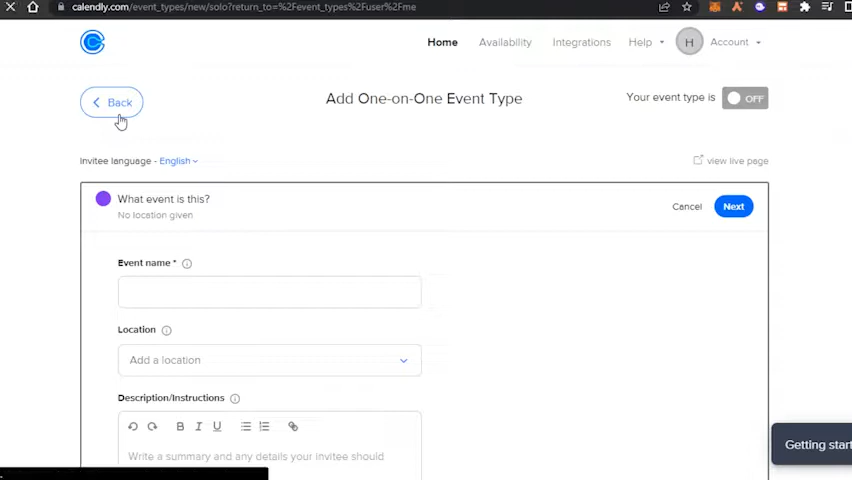 calendly.com/event_types/new/solo?return_to=%2Fevent_types%2Fuser%2Fme
Home Availability Integrations Help H Account
Back Add One-on-One Event Type Your event type is OFF
Invitee language - English view live page
What event is this?
No location given
Cancel Next
Event name *
Location
Add a location
Description/Instructions
B I U
Write a summary and any details your invitee should
Getting start